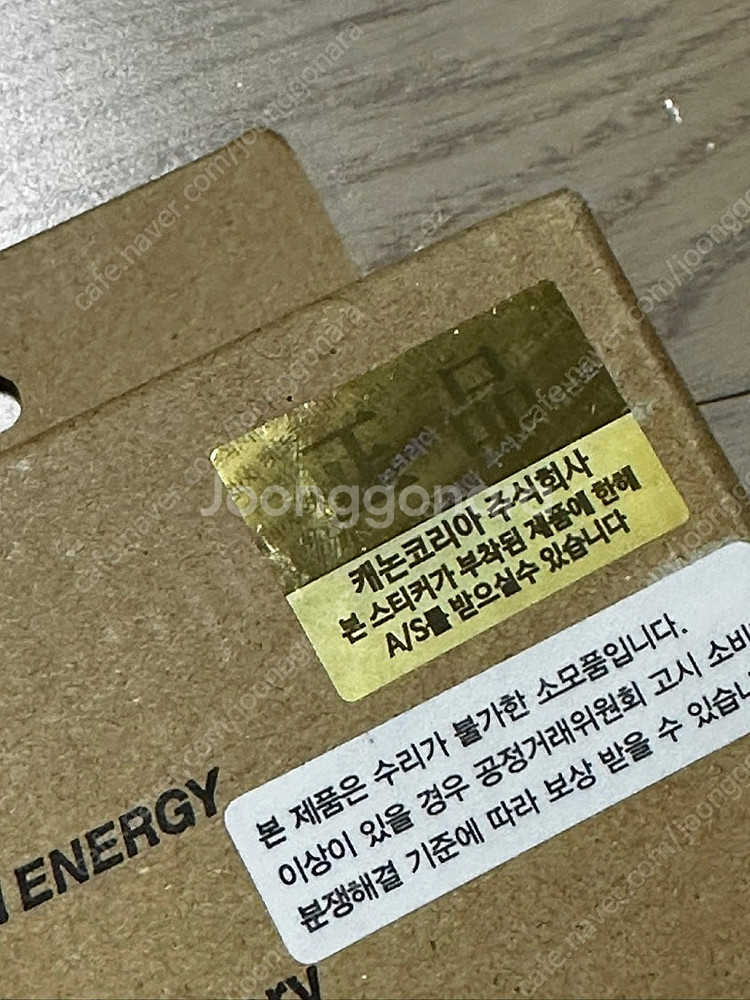 正品
캐논코리아 주식회사
본 스티커가 부착된 제품에 한해
A/S를 받으실수 있습니다
본 제품은 수리가 불가한 소모품입니다.
이상이 있을 경우 공정거래위원회 고시 소비
분쟁해결 기준에 따라 보상 받을 수 있습니
ENERGY
ry
Joonggonara
cafe.naver.com/joonggonara